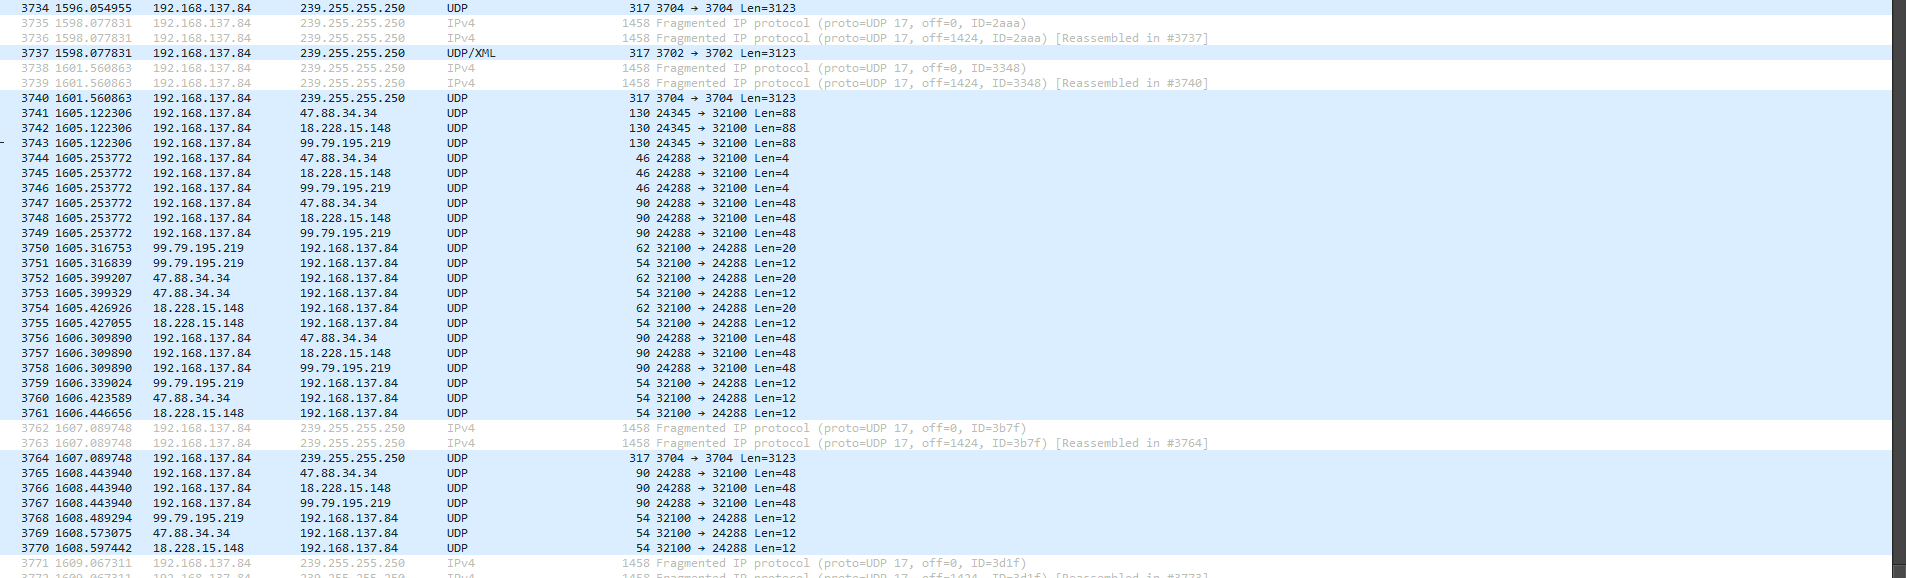 3734 1596.054955 192.168.137.84 239.255.255.250 UDP 317 3704 → 3704 Len=3123
3735 1598.077831 192.168.137.84 239.255.255.250 IPv4 1458 Fragmented IP protocol (proto=UDP 17, off=0, ID=2aaa)
3736 1598.077831 192.168.137.84 239.255.255.250 IPv4 1458 Fragmented IP protocol (proto=UDP 17, off=1424, ID=2aaa) [Reassembled in #3737]
3737 1598.077831 192.168.137.84 239.255.255.250 UDP/XML 317 3702 → 3702 Len=3123
3738 1601.560863 192.168.137.84 239.255.255.250 IPv4 1458 Fragmented IP protocol (proto=UDP 17, off=0, ID=3348)
3739 1601.560863 192.168.137.84 239.255.255.250 IPv4 1458 Fragmented IP protocol (proto=UDP 17, off=1424, ID=3348) [Reassembled in #3740]
3740 1601.560863 192.168.137.84 239.255.255.250 UDP 317 3704 → 3704 Len=3123
3741 1605.122306 192.168.137.84 47.88.34.34 UDP 130 24345 → 32100 Len=88
3742 1605.122306 192.168.137.84 18.228.15.148 UDP 130 24345 → 32100 Len=88
3743 1605.122306 192.168.137.84 99.79.195.219 UDP 130 24345 → 32100 Len=88
3744 1605.253772 192.168.137.84 47.88.34.34 UDP 46 24288 → 32100 Len=4
3745 1605.253772 192.168.137.84 18.228.15.148 UDP 46 24288 → 32100 Len=4
3746 1605.253772 192.168.137.84 99.79.195.219 UDP 46 24288 → 32100 Len=4
3747 1605.253772 192.168.137.84 47.88.34.34 UDP 90 24288 → 32100 Len=48
3748 1605.253772 192.168.137.84 18.228.15.148 UDP 90 24288 → 32100 Len=48
3749 1605.253772 192.168.137.84 99.79.195.219 UDP 90 24288 → 32100 Len=48
3750 1605.316753 99.79.195.219 192.168.137.84 UDP 62 32100 → 24288 Len=20
3751 1605.316839 99.79.195.219 192.168.137.84 UDP 54 32100 → 24288 Len=12
3752 1605.399207 47.88.34.34 192.168.137.84 UDP 62 32100 → 24288 Len=20
3753 1605.399329 47.88.34.34 192.168.137.84 UDP 54 32100 → 24288 Len=12
3754 1605.426926 18.228.15.148 192.168.137.84 UDP 62 32100 → 24288 Len=20
3755 1605.427055 18.228.15.148 192.168.137.84 UDP 54 32100 → 24288 Len=12
3756 1606.309890 192.168.137.84 47.88.34.34 UDP 90 24288 → 32100 Len=48
3757 1606.309890 192.168.137.84 18.228.15.148 UDP 90 24288 → 32100 Len=48
3758 1606.309890 192.168.137.84 99.79.195.219 UDP 90 24288 → 32100 Len=48
3759 1606.339024 99.79.195.219 192.168.137.84 UDP 54 32100 → 24288 Len=12
3760 1606.423589 47.88.34.34 192.168.137.84 UDP 54 32100 → 24288 Len=12
3761 1606.446656 18.228.15.148 192.168.137.84 UDP 54 32100 → 24288 Len=12
3762 1607.089748 192.168.137.84 239.255.255.250 IPv4 1458 Fragmented IP protocol (proto=UDP 17, off=0, ID=3b7f)
3763 1607.089748 192.168.137.84 239.255.255.250 IPv4 1458 Fragmented IP protocol (proto=UDP 17, off=1424, ID=3b7f) [Reassembled in #3764]
3764 1607.089748 192.168.137.84 239.255.255.250 UDP 317 3704 → 3704 Len=3123
3765 1608.443940 192.168.137.84 47.88.34.34 UDP 90 24288 → 32100 Len=48
3766 1608.443940 192.168.137.84 18.228.15.148 UDP 90 24288 → 32100 Len=48
3767 1608.443940 192.168.137.84 99.79.195.219 UDP 90 24288 → 32100 Len=48
3768 1608.489294 99.79.195.219 192.168.137.84 UDP 54 32100 → 24288 Len=12
3769 1608.573075 47.88.34.34 192.168.137.84 UDP 54 32100 → 24288 Len=12
3770 1608.597442 18.228.15.148 192.168.137.84 UDP 54 32100 → 24288 Len=12
3771 1609.067311 192.168.137.84 239.255.255.250 IPv4 1458 Fragmented IP protocol (proto=UDP 17, off=0, ID=3d1f)
3772 1609.067311 192.168.137.84 239.255.255.250 IPv4 1458 Fragmented IP protocol (proto=UDP 17, off=1424, ID=3d1f) [Reassembled in #3773]